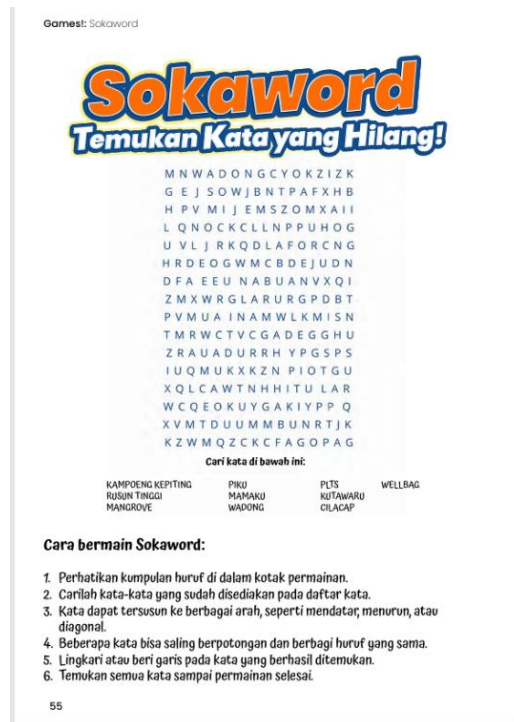 Games!: Sokaword
Sokaword
Temukan Kata yang Hilang!
M N W A D O N G C Y O K Z I Z K
G E J S O W J B N T P A F X H B
H P V M I J E M S Z O M X A I I
L Q N O C K C L L N P P U H O G
U V L J R K Q D L A F O R C N G
H R D E O G W M C B D E J U D N
D F A E E U N A B U A N V X Q I
Z M X W R G L A R U R G P D B T
P V M U A I N A M W L K M I S N
T M R W C T V C G A D E G G H U
Z R A U A D U R R H Y P G S P S
I U Q M U K X K Z N P I O T G U
X Q L C A W T N H H I T U L A R
W C Q E O K U Y G A K I Y P P Q
X V M T D U U M M B U N R T J K
K Z W M Q Z C K C F A G O P A G
Cari kata di bawah ini:
KAMPOENG KEPITING PIKU PLTS WELLBAG
RUSUN TINGGI MAMAKU KUTAWARU
MANGROVE WADONG CILACAP
Cara bermain Sokaword:
1. Perhatikan kumpulan huruf di dalam kotak permainan.
2. Carilah kata-kata yang sudah disediakan pada daftar kata.
3. Kata dapat tersusun ke berbagai arah, seperti mendatar, menurun, atau
diagonal.
4. Beberapa kata bisa saling berpotongan dan berbagi huruf yang sama.
5. Lingkari atau beri garis pada kata yang berhasil ditemukan.
6. Temukan semua kata sampai permainan selesai.
55